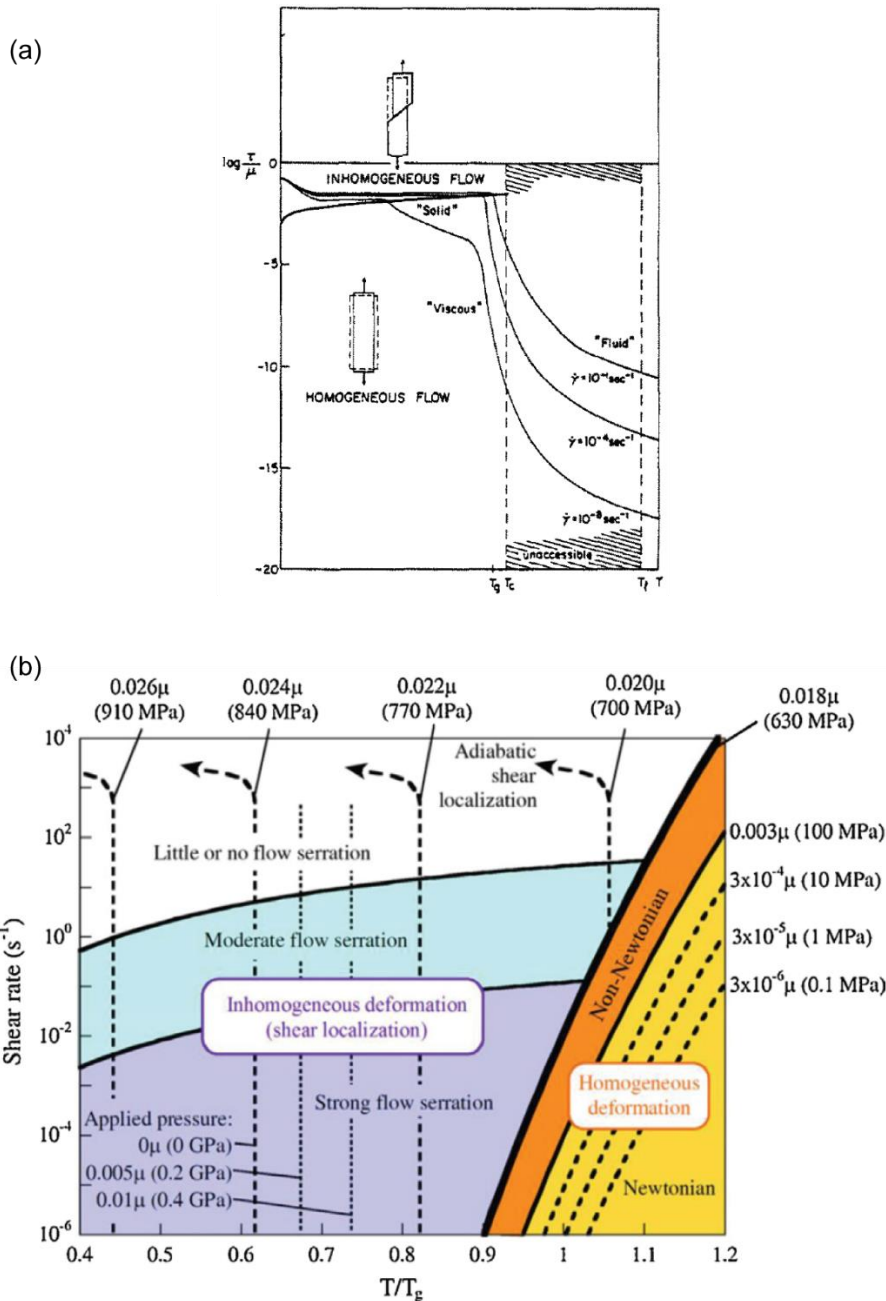 (a)
log τ/μ
0
INHOMOGENEOUS FLOW
"Solid"
-5
"Viscous"
"Fluid"
-10
γ̇=10⁻¹sec⁻¹
HOMOGENEOUS FLOW
γ̇=10⁻⁴sec⁻¹
-15
γ̇=10⁻⁸sec⁻¹
unaccessible
-20
Tg Tc Tℓ T
(b)
0.026μ
(910 MPa)
0.024μ
(840 MPa)
0.022μ
(770 MPa)
0.020μ
(700 MPa)
0.018μ
(630 MPa)
10⁴
Adiabatic
shear
localization
10²
Little or no flow serration
0.003μ (100 MPa)
3x10⁻⁴μ (10 MPa)
10⁰
Moderate flow serration
3x10⁻⁵μ (1 MPa)
3x10⁻⁶μ (0.1 MPa)
Non-Newtonian
Shear rate (s⁻¹)
Inhomogeneous deformation
(shear localization)
10⁻²
Strong flow serration
Homogeneous
deformation
Applied pressure:
10⁻⁴
0μ (0 GPa)
0.005μ (0.2 GPa)
0.01μ (0.4 GPa)
Newtonian
10⁻⁶
0.4 0.5 0.6 0.7 0.8 0.9 1 1.1 1.2
T/Tg